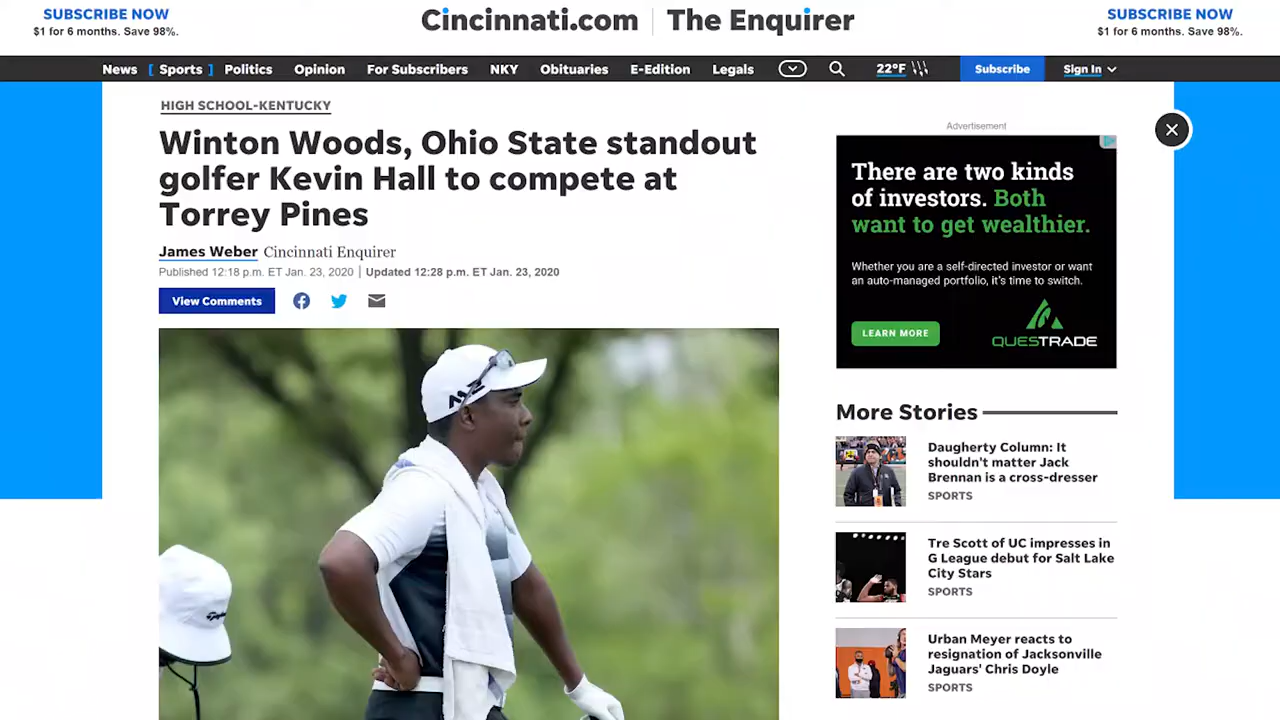 SUBSCRIBE NOW
$1 for 6 months. Save 98%.
Cincinnati.com | The Enquirer
SUBSCRIBE NOW
$1 for 6 months. Save 98%.
News [ Sports ] Politics Opinion For Subscribers NKY Obituaries E-Edition Legals 22°F Subscribe Sign In
HIGH SCHOOL-KENTUCKY
Winton Woods, Ohio State standout
golfer Kevin Hall to compete at
Torrey Pines
James Weber Cincinnati Enquirer
Published 12:18 p.m. ET Jan. 23, 2020 | Updated 12:28 p.m. ET Jan. 23, 2020
View Comments
M2
TaylorMade
Advertisement
There are two kinds
of investors. Both
want to get wealthier.
Whether you are a self-directed investor or want
an auto-managed portfolio, it's time to switch.
LEARN MORE
QUESTRADE
More Stories
Daugherty Column: It
shouldn't matter Jack
Brennan is a cross-dresser
SPORTS
Tre Scott of UC impresses in
G League debut for Salt Lake
City Stars
SPORTS
Urban Meyer reacts to
resignation of Jacksonville
Jaguars' Chris Doyle
SPORTS